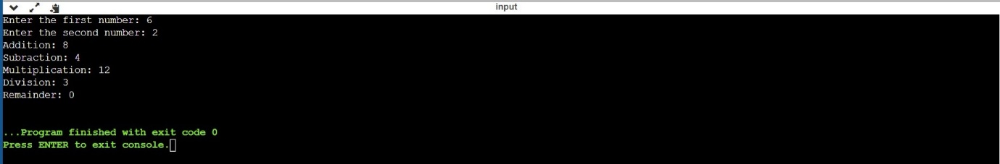 input
Enter the first number: 6
Enter the second number: 2
Addition: 8
Subraction: 4
Multiplication: 12
Division: 3
Remainder: 0
...Program finished with exit code 0
Press ENTER to exit console.